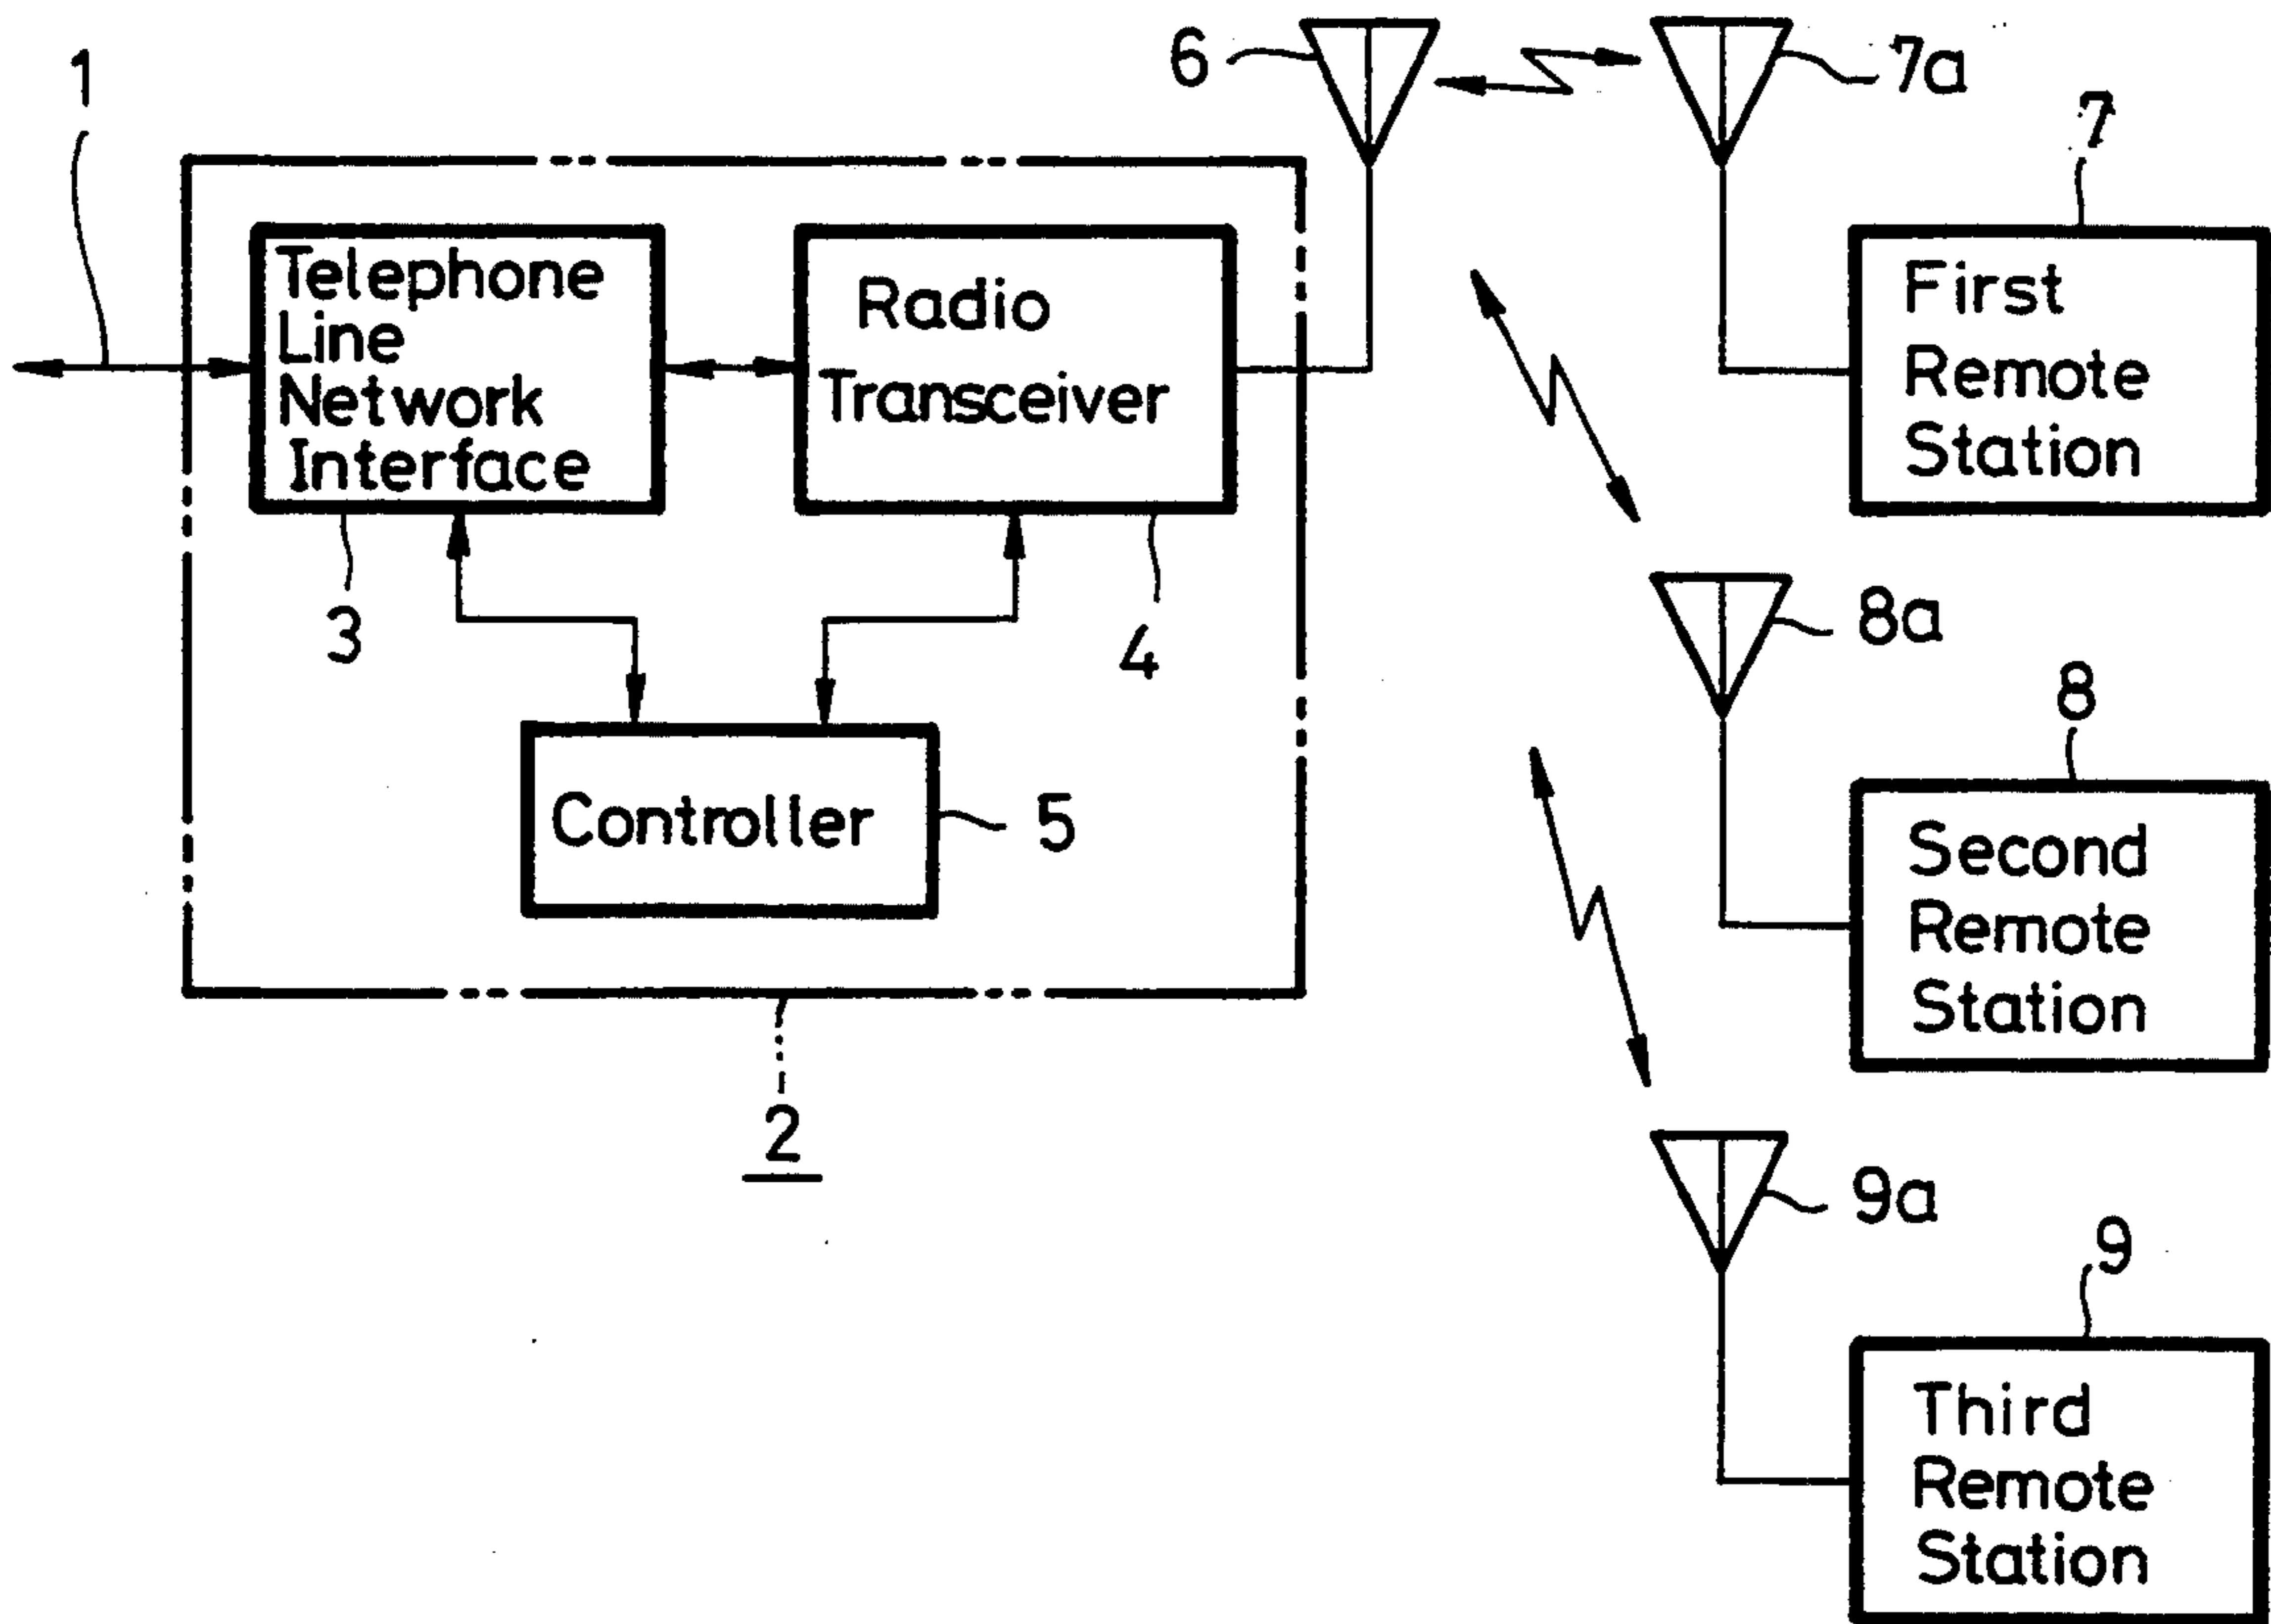 1
6
7a
7
Telephone
Line
Network
Interface
Radio
Transceiver
First
Remote
Station
3
4
8a
8
Controller
5
Second
Remote
Station
2
9a
9
Third
Remote
Station